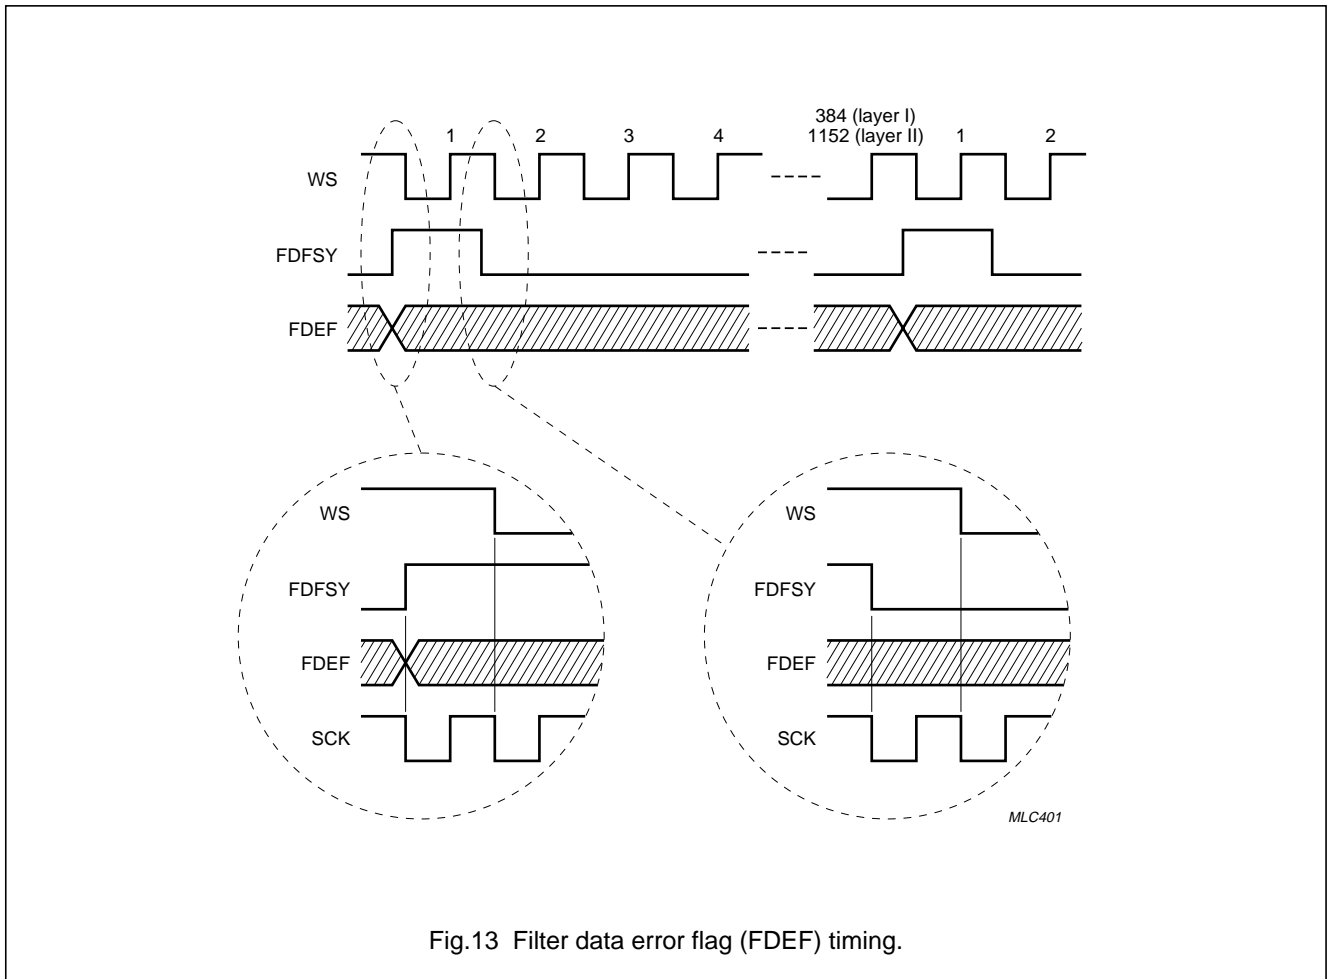 384 (layer I)
1 2 3 4 1152 (layer II) 1 2
WS
FDFSY
FDEF
WS WS
FDFSY FDFSY
FDEF FDEF
SCK SCK
MLC401
Fig.13 Filter data error flag (FDEF) timing.